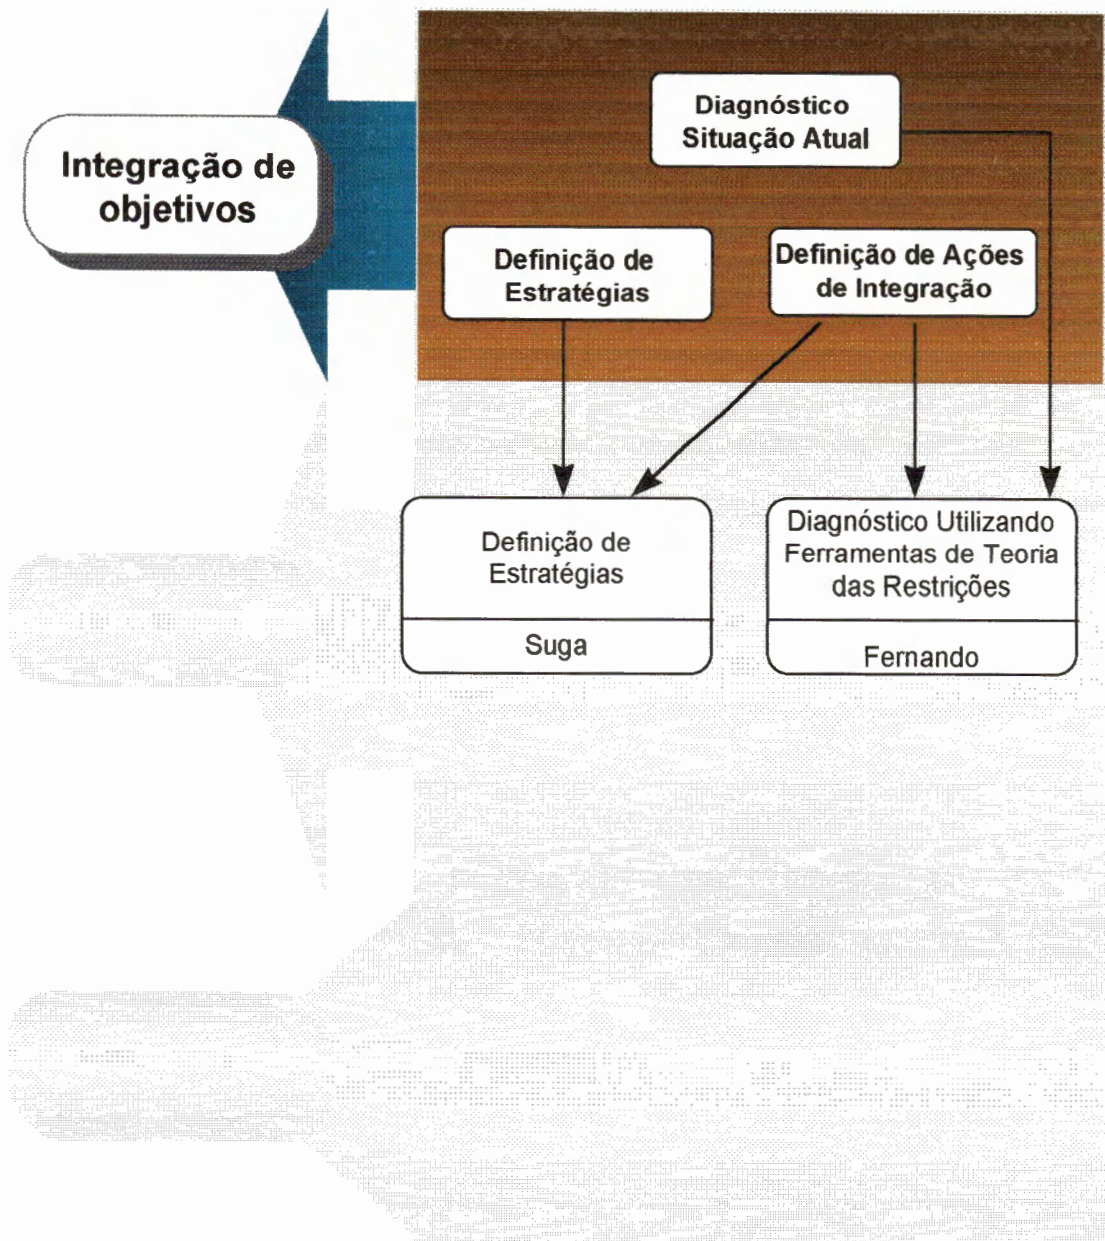 Diagnóstico
Situação Atual
Integração de
objetivos
Definição de
Estratégias
Definição de Ações
de Integração
Definição de
Estratégias
Suga
Diagnóstico Utilizando
Ferramentas de Teoria
das Restrições
Fernando